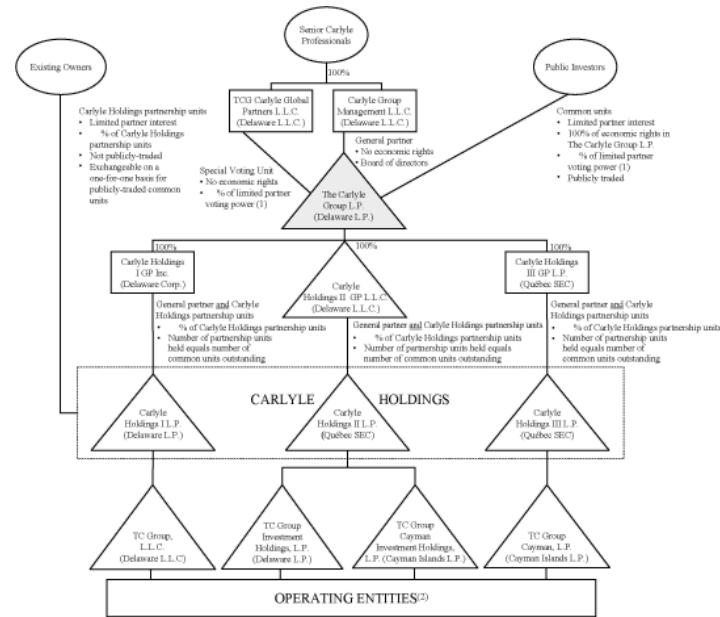 Senior Carlyle
Professionals
Existing Owners
Public Investors
100%
TCG Carlyle Global
Partners L.L.C.
(Delaware L.L.C.)
Carlyle Group
Management L.L.C.
(Delaware L.L.C.)
Carlyle Holdings partnership units
• Limited partner interest
• % of Carlyle Holdings
partnership units
• Not publicly-traded
• Exchangeable on a
one-for-one basis for
publicly-traded common
units
Common units
• Limited partner interest
• 100% of economic rights in
The Carlyle Group L.P.
• % of limited partner
voting power (1)
• Publicly traded
General partner
• No economic rights
• Board of directors
Special Voting Unit
• No economic rights
• % of limited partner
voting power (1)
The Carlyle
Group L.P.
(Delaware L.P.)
100%
100%
100%
Carlyle Holdings
I GP Inc.
(Delaware Corp.)
Carlyle
Holdings II GP L.L.C.
(Delaware L.L.C.)
Carlyle Holdings
III GP L.P.
(Québec SEC)
General partner and Carlyle
Holdings partnership units
• % of Carlyle Holdings partnership units
• Number of partnership units
held equals number of
common units outstanding
General partner and Carlyle Holdings partnership units
• % of Carlyle Holdings partnership units
• Number of partnership units held equals
number of common units outstanding
General partner and Carlyle
Holdings partnership units
• % of Carlyle Holdings partnership units
• Number of partnership units
held equals number of
common units outstanding
CARLYLE HOLDINGS
Carlyle
Holdings I L.P.
(Delaware L.P.)
Carlyle
Holdings II L.P.
(Québec SEC)
Carlyle
Holdings III L.P.
(Québec SEC)
TC Group,
L.L.C.
(Delaware L.L.C)
TC Group
Investment
Holdings, L.P.
(Delaware L.P.)
TC Group
Cayman
Investment Holdings,
L.P. (Cayman Islands L.P.)
TC Group
Cayman, L.P.
(Cayman Islands L.P.)
OPERATING ENTITIES(2)